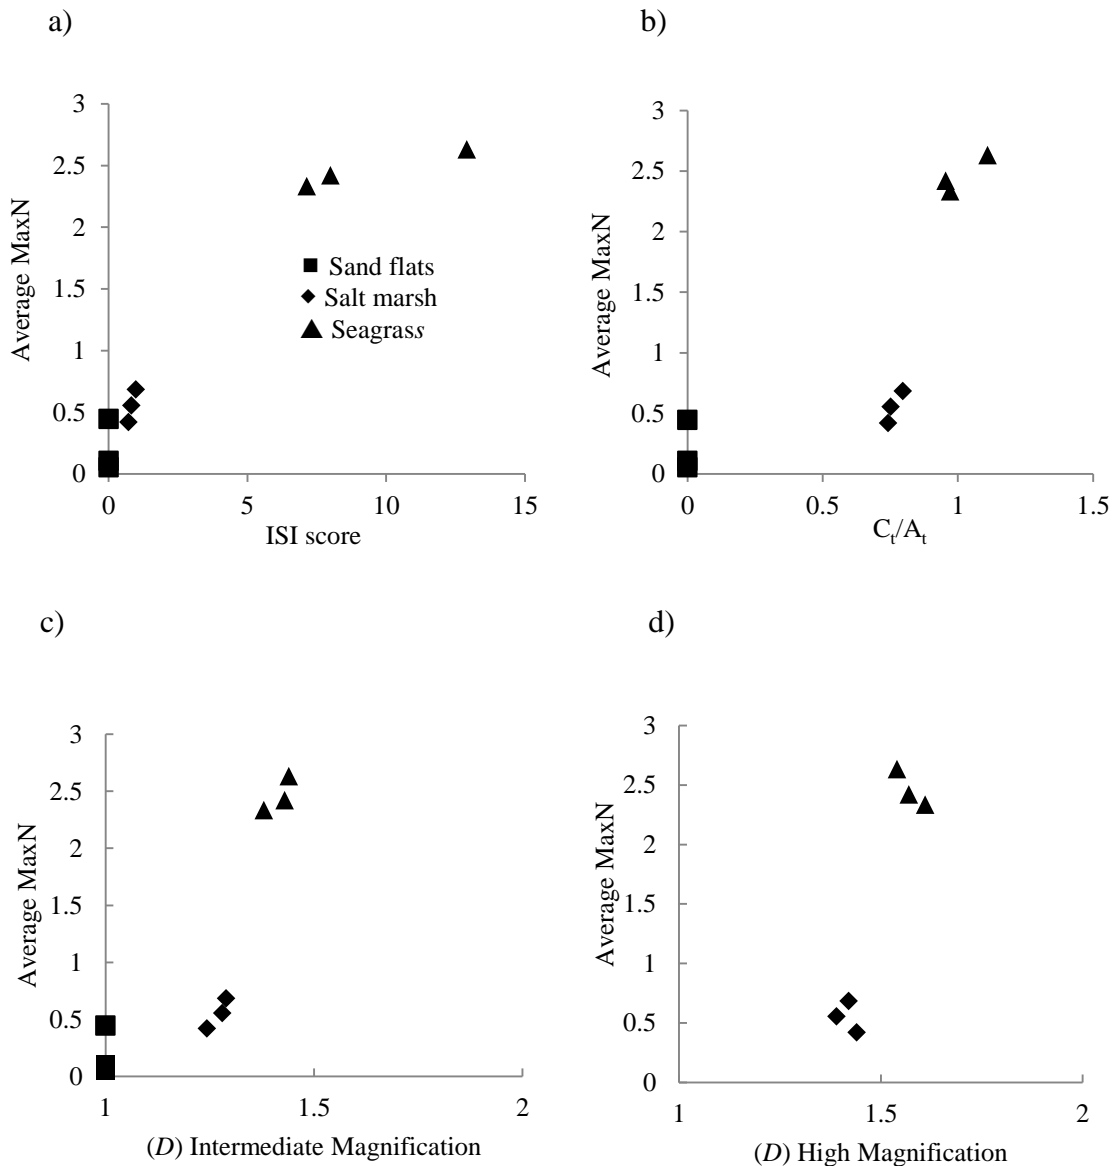 a)
3
2.5
2
1.5
1
0.5
0
0 5 10 15
Average MaxN
ISI score
Sand flats
Salt marsh
Seagrass
b)
3
2.5
2
1.5
1
0.5
0
0 0.5 1 1.5
Average MaxN
Ct/At
c)
3
2.5
2
1.5
1
0.5
0
1 1.5 2
Average MaxN
(D) Intermediate Magnification
d)
3
2.5
2
1.5
1
0.5
0
1 1.5 2
Average MaxN
(D) High Magnification